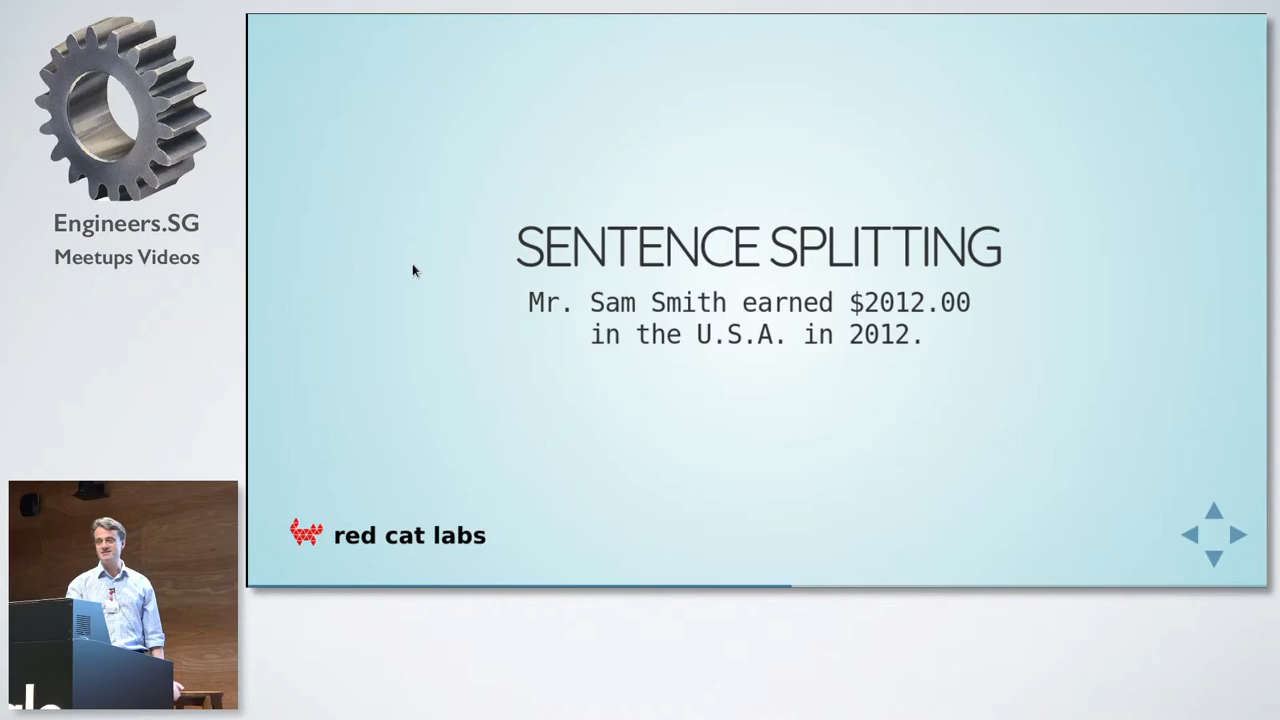 Engineers.SG
Meetups Videos
SENTENCE SPLITTING
Mr. Sam Smith earned $2012.00
in the U.S.A. in 2012.
red cat labs